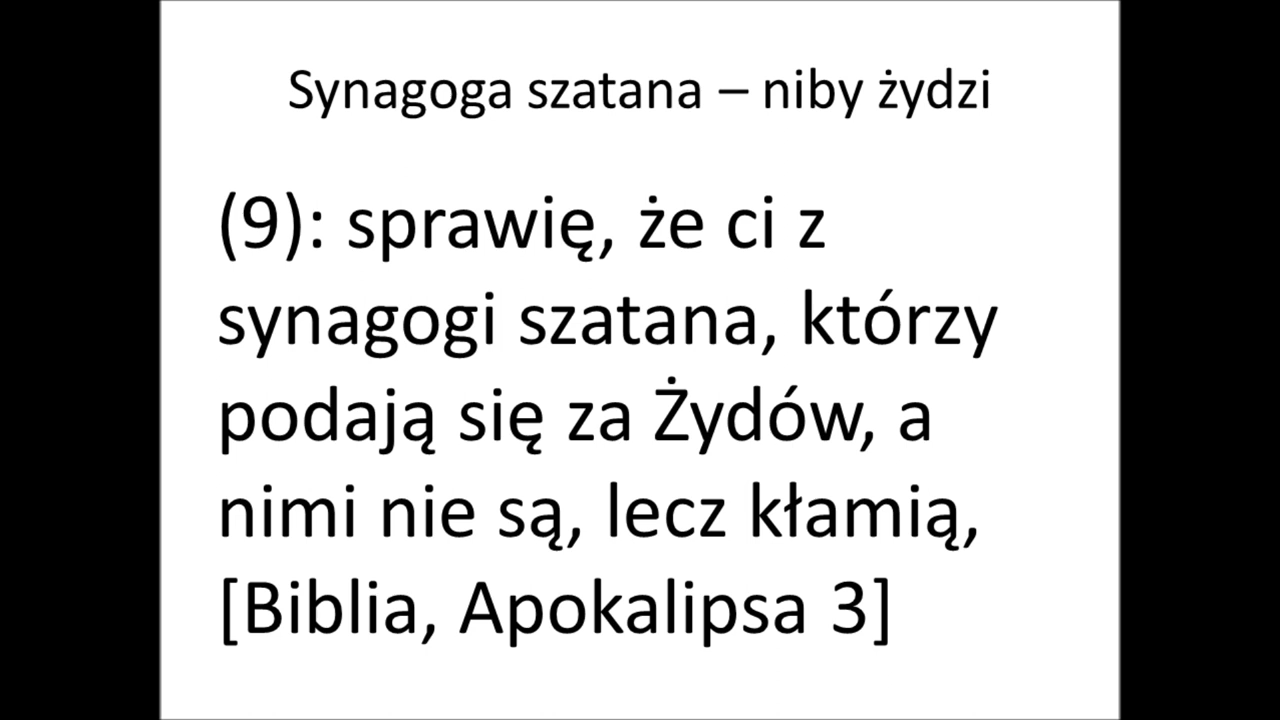 Synagoga szatana – niby żydzi
(9): sprawię, że ci z
synagogi szatana, którzy
podają się za Żydów, a
nimi nie są, lecz kłamią,
[Biblia, Apokalipsa 3]